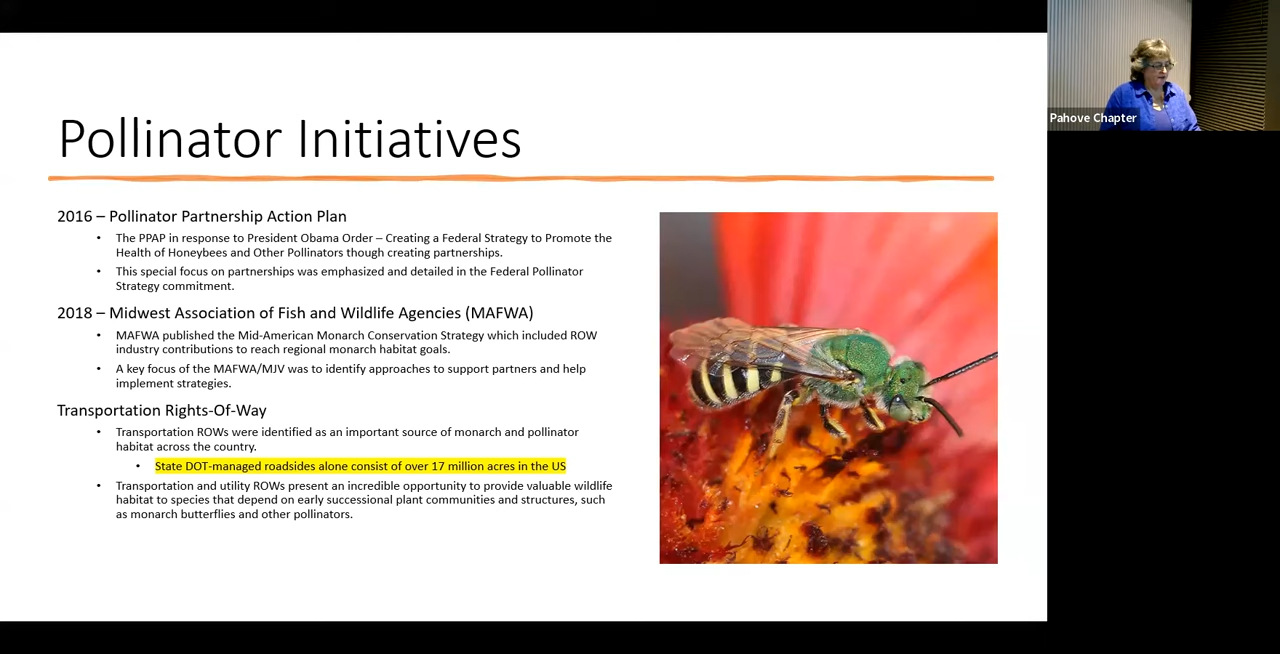 Pollinator Initiatives
2016 – Pollinator Partnership Action Plan
• The PPAP in response to President Obama Order – Creating a Federal Strategy to Promote the
Health of Honeybees and Other Pollinators though creating partnerships.
• This special focus on partnerships was emphasized and detailed in the Federal Pollinator
Strategy commitment.
2018 – Midwest Association of Fish and Wildlife Agencies (MAFWA)
• MAFWA published the Mid-American Monarch Conservation Strategy which included ROW
industry contributions to reach regional monarch habitat goals.
• A key focus of the MAFWA/MJV was to identify approaches to support partners and help
implement strategies.
Transportation Rights-Of-Way
• Transportation ROWs were identified as an important source of monarch and pollinator
habitat across the country.
• State DOT-managed roadsides alone consist of over 17 million acres in the US
• Transportation and utility ROWs present an incredible opportunity to provide valuable wildlife
habitat to species that depend on early successional plant communities and structures, such
as monarch butterflies and other pollinators.
Pahove Chapter